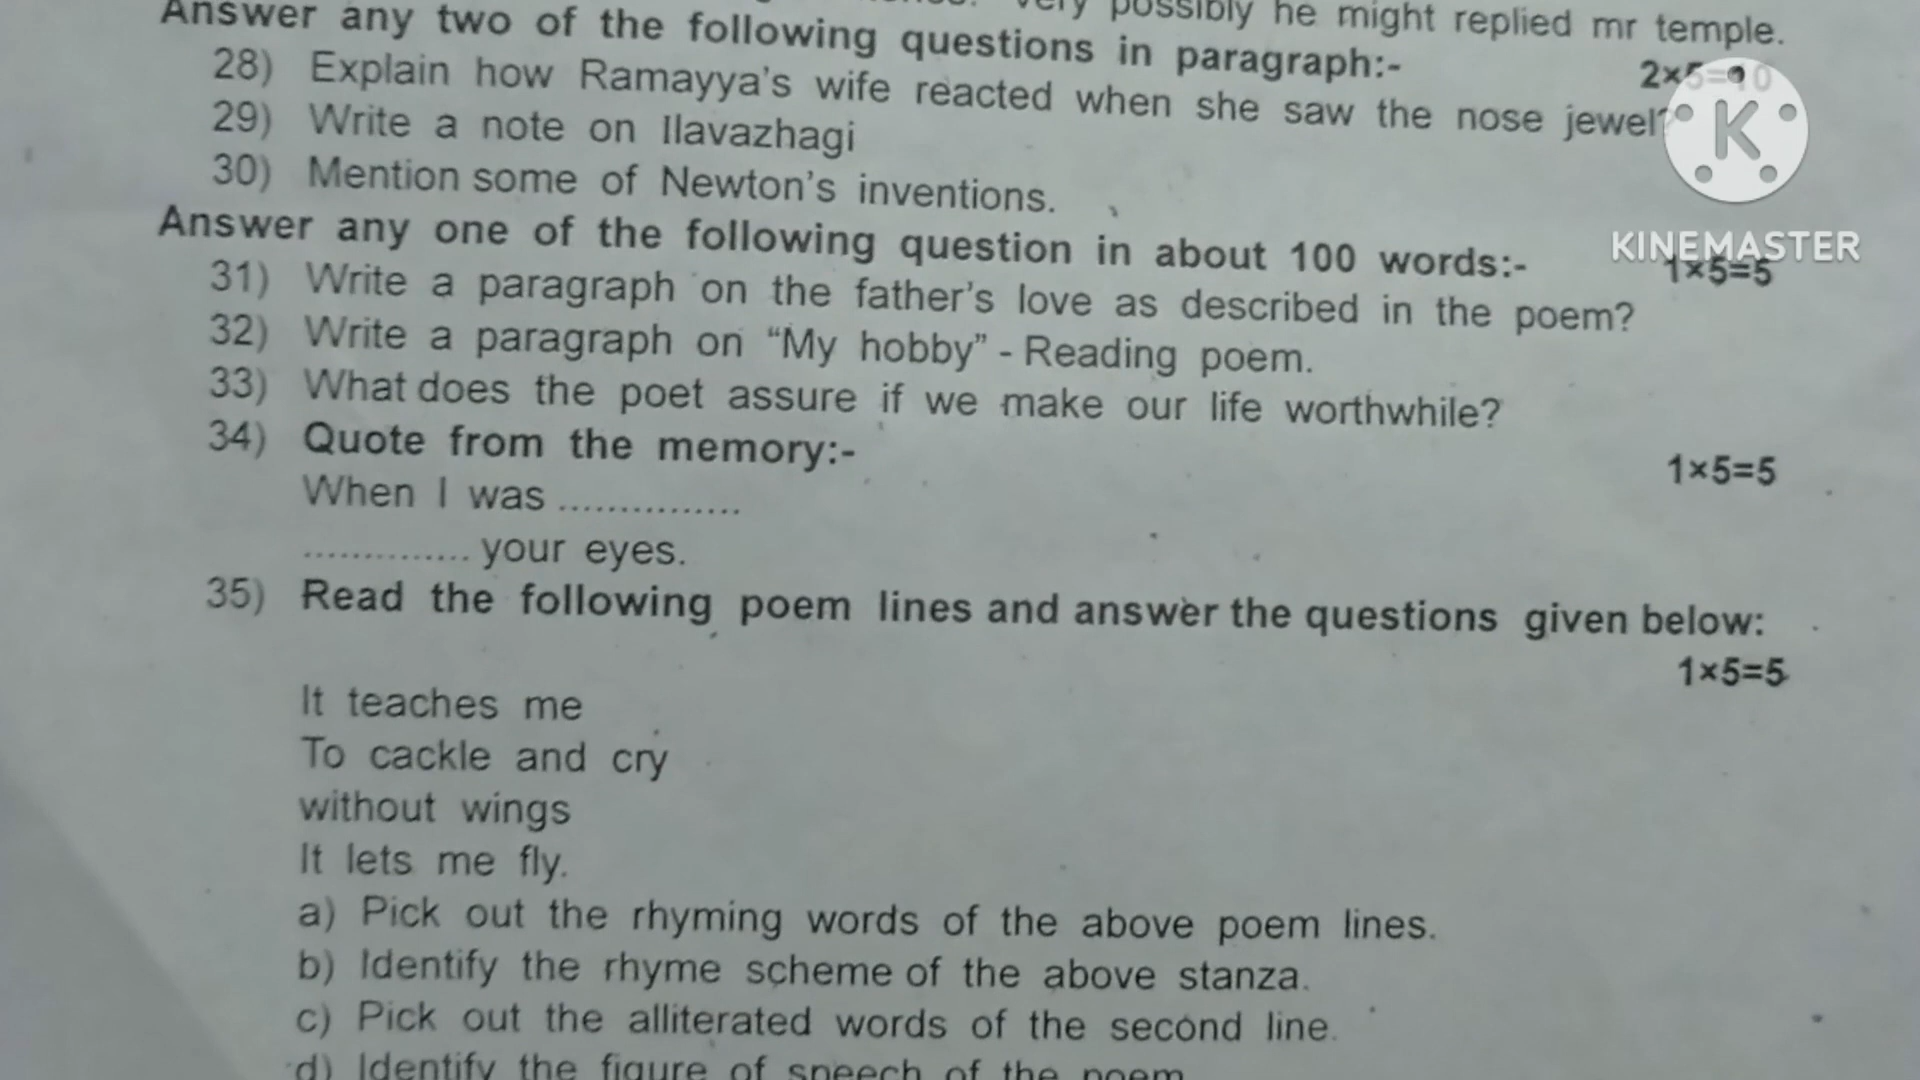 very possibly he might replied mr temple.
Answer any two of the following questions in paragraph:- 2×5=10
28) Explain how Ramayya's wife reacted when she saw the nose jewel?
29) Write a note on Ilavazhagi
30) Mention some of Newton's inventions.
Answer any one of the following question in about 100 words:- 1×5=5
31) Write a paragraph on the father's love as described in the poem?
32) Write a paragraph on “My hobby” - Reading poem.
33) What does the poet assure if we make our life worthwhile?
34) Quote from the memory:- 1×5=5
When I was ...............
.............. your eyes.
35) Read the following poem lines and answer the questions given below:
1×5=5
It teaches me
To cackle and cry
without wings
It lets me fly.
a) Pick out the rhyming words of the above poem lines.
b) Identify the rhyme scheme of the above stanza.
c) Pick out the alliterated words of the second line.
d) Identify the figure of speech of the poem
K
KINEMASTER